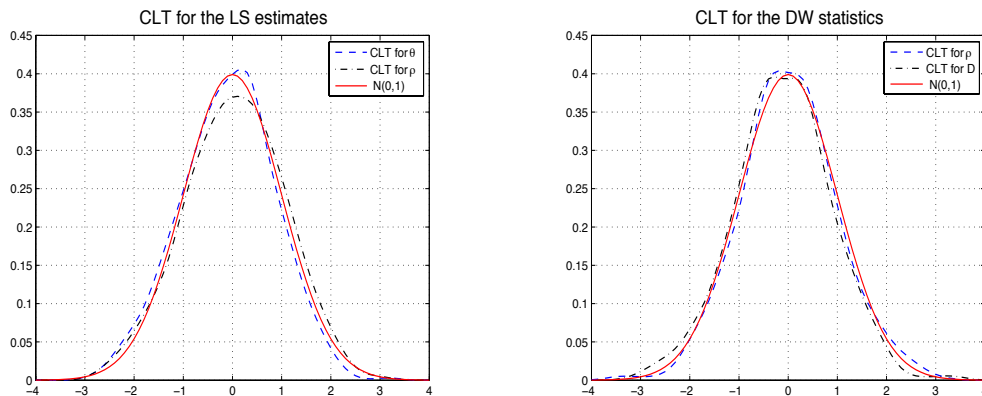 CLT for the LS estimates
0.45
0.4
0.35
0.3
0.25
0.2
0.15
0.1
0.05
0
−4 −3 −2 −1 0 1 2 3 4
CLT for θ
CLT for ρ
N(0,1)
CLT for the DW statistics
0.45
0.4
0.35
0.3
0.25
0.2
0.15
0.1
0.05
0
−4 −3 −2 −1 0 1 2 3 4
CLT for ρ
CLT for D
N(0,1)